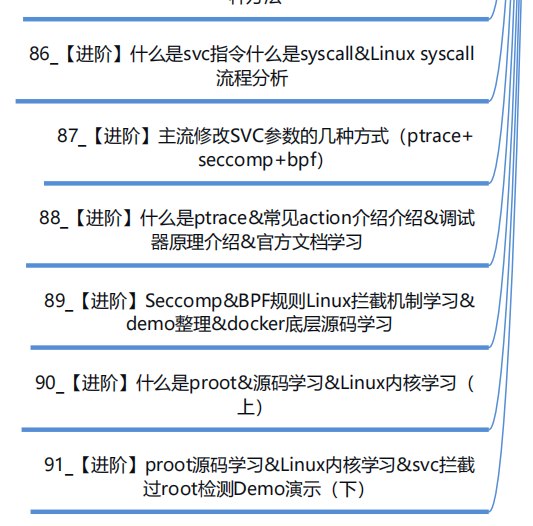 86_【进阶】什么是svc指令什么是syscall&Linux syscall
流程分析
87_【进阶】主流修改SVC参数的几种方式（ptrace+
seccomp+bpf）
88_【进阶】什么是ptrace&常见action介绍介绍&调试
器原理介绍&官方文档学习
89_【进阶】Seccomp&BPF规则Linux拦截机制学习&
demo整理&docker底层源码学习
90_【进阶】什么是proot&源码学习&Linux内核学习（
上）
91_【进阶】proot源码学习&Linux内核学习&svc拦截
过root检测Demo演示（下）